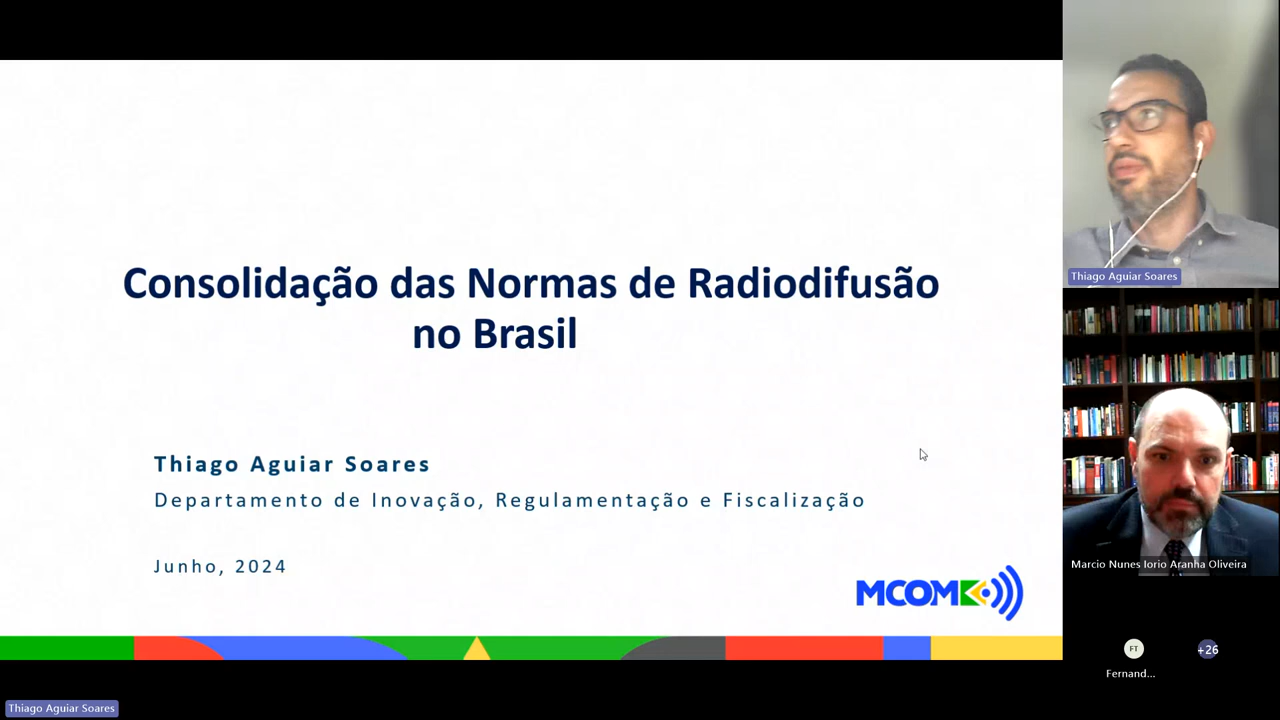 Consolidação das Normas de Radiodifusão
no Brasil
Thiago Aguiar Soares
Departamento de Inovação, Regulamentação e Fiscalização
Junho, 2024
MCOM
Thiago Aguiar Soares
Marcio Nunes Iorio Aranha Oliveira
FT
+26
Fernand...
Thiago Aguiar Soares